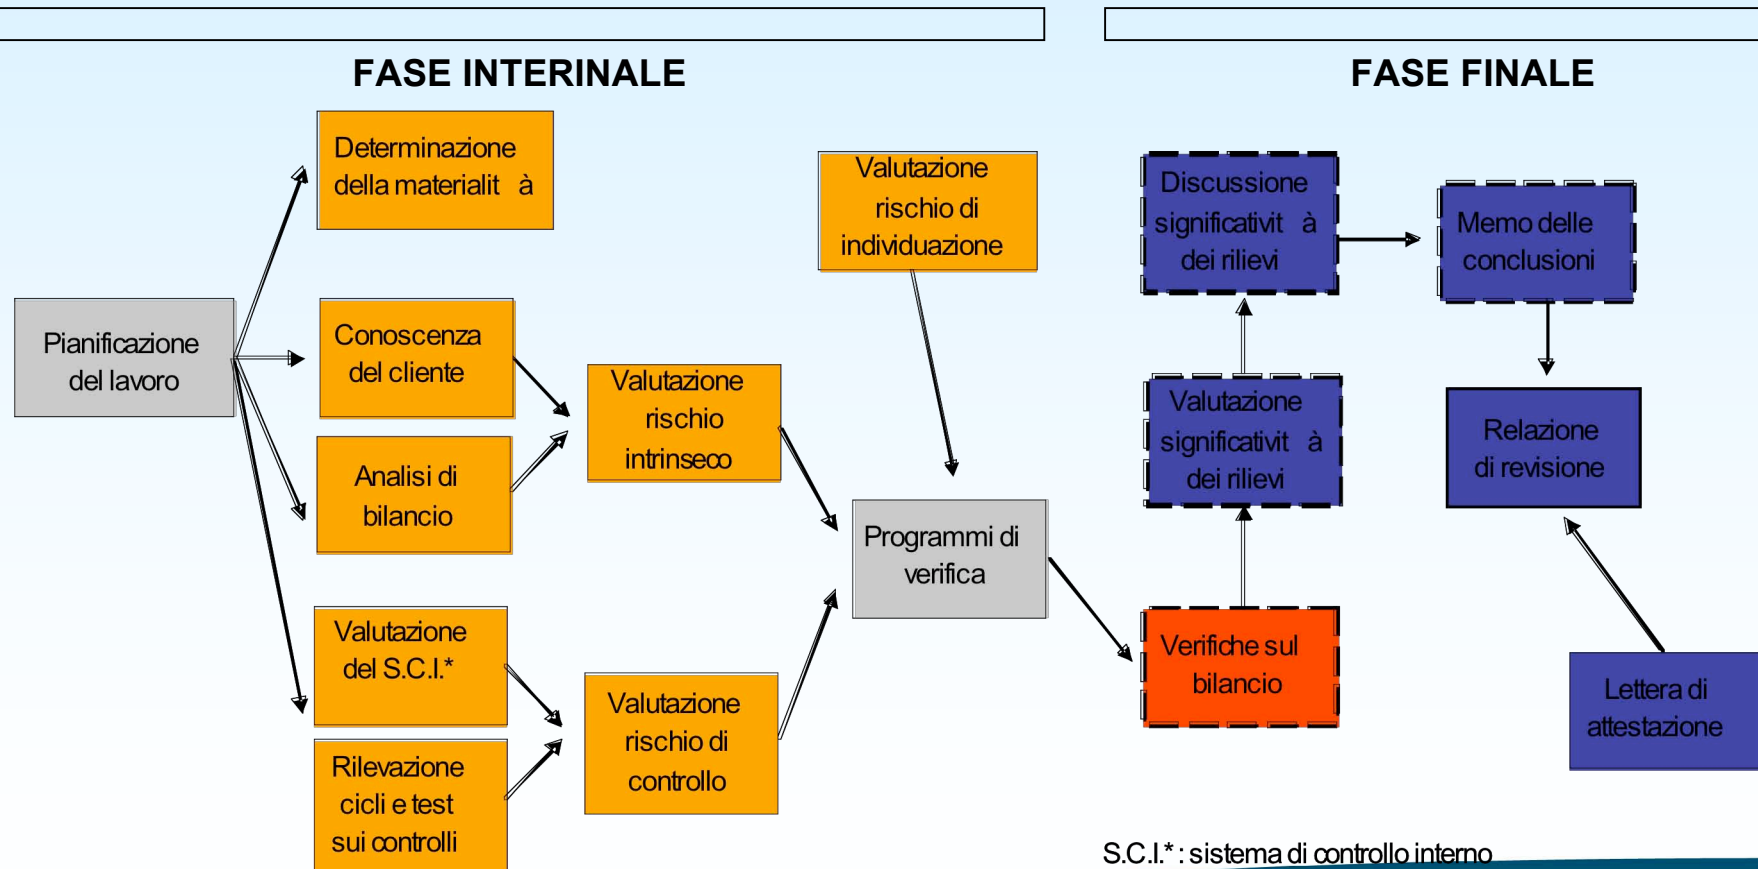 FASE INTERINALE
FASE FINALE
Determinazione
della materialit à
Valutazione
rischio di
individuazione
Discussione
significativit à
dei rilievi
Memo delle
conclusioni
Pianificazione
del lavoro
Conoscenza
del cliente
Valutazione
rischio
intrinseco
Analisi di
bilancio
Valutazione
significativit à
dei rilievi
Relazione
di revisione
Programmi di
verifica
Valutazione
del S.C.I.*
Valutazione
rischio di
controllo
Verifiche sul
bilancio
Lettera di
attestazione
Rilevazione
cicli e test
sui controlli
S.C.I.* : sistema di controllo interno